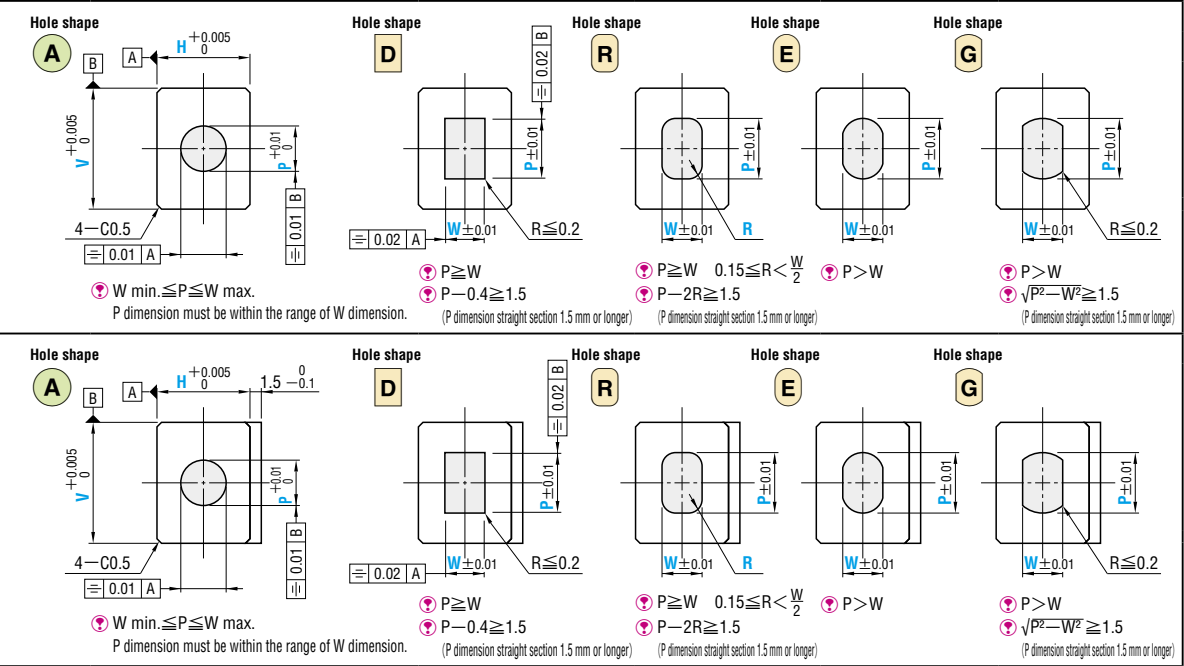 Hole shape
A
B
A
H +0.005 0
V +0.005 0
P +0.01 0
0.01 B
4−C0.5
0.01 A
W min.≦P≦W max.
P dimension must be within the range of W dimension.
Hole shape
D
0.02 B
P±0.01
W±0.01
0.02 A
R≦0.2
P≧W
P−0.4≧1.5
(P dimension straight section 1.5 mm or longer)
Hole shape
R
P±0.01
W±0.01
R
P≧W 0.15≦R<W/2
P−2R≧1.5
(P dimension straight section 1.5 mm or longer)
Hole shape
E
P±0.01
W±0.01
P>W
Hole shape
G
P±0.01
W±0.01
R≦0.2
P>W
√P²−W²≧1.5
(P dimension straight section 1.5 mm or longer)
Hole shape
A
B
A
H +0.005 0
1.5 0 −0.1
V +0.005 0
P +0.01 0
0.01 B
4−C0.5
0.01 A
W min.≦P≦W max.
P dimension must be within the range of W dimension.
Hole shape
D
0.02 B
P±0.01
W±0.01
0.02 A
R≦0.2
P≧W
P−0.4≧1.5
(P dimension straight section 1.5 mm or longer)
Hole shape
R
P±0.01
W±0.01
R
P≧W 0.15≦R<W/2
P−2R≧1.5
(P dimension straight section 1.5 mm or longer)
Hole shape
E
P±0.01
W±0.01
P>W
Hole shape
G
P±0.01
W±0.01
R≦0.2
P>W
√P²−W²≧1.5
(P dimension straight section 1.5 mm or longer)